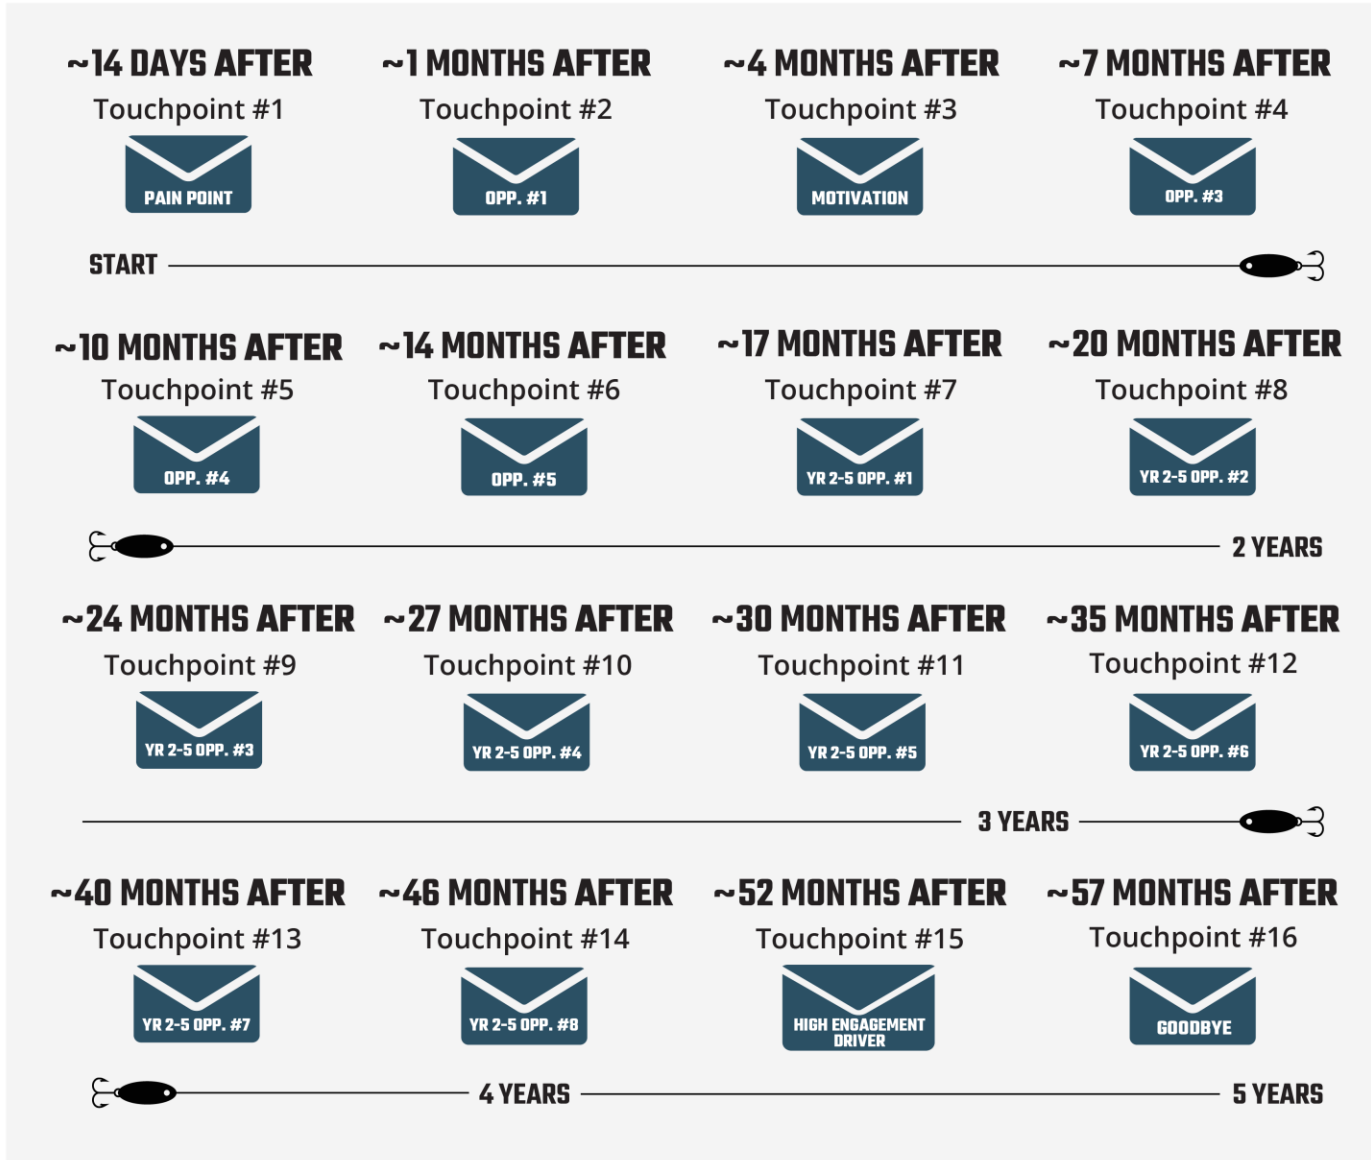 ~14 DAYS AFTER
Touchpoint #1
PAIN POINT
~1 MONTHS AFTER
Touchpoint #2
OPP. #1
~4 MONTHS AFTER
Touchpoint #3
MOTIVATION
~7 MONTHS AFTER
Touchpoint #4
OPP. #3
START
~10 MONTHS AFTER
Touchpoint #5
OPP. #4
~14 MONTHS AFTER
Touchpoint #6
OPP. #5
~17 MONTHS AFTER
Touchpoint #7
YR 2-5 OPP. #1
~20 MONTHS AFTER
Touchpoint #8
YR 2-5 OPP. #2
2 YEARS
~24 MONTHS AFTER
Touchpoint #9
YR 2-5 OPP. #3
~27 MONTHS AFTER
Touchpoint #10
YR 2-5 OPP. #4
~30 MONTHS AFTER
Touchpoint #11
YR 2-5 OPP. #5
~35 MONTHS AFTER
Touchpoint #12
YR 2-5 OPP. #6
3 YEARS
~40 MONTHS AFTER
Touchpoint #13
YR 2-5 OPP. #7
~46 MONTHS AFTER
Touchpoint #14
YR 2-5 OPP. #8
~52 MONTHS AFTER
Touchpoint #15
HIGH ENGAGEMENT
DRIVER
~57 MONTHS AFTER
Touchpoint #16
GOODBYE
4 YEARS
5 YEARS